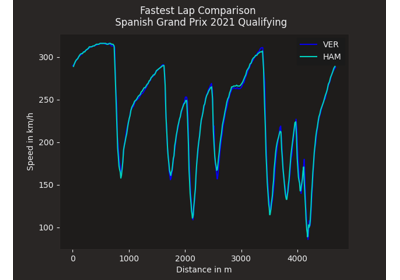 Fastest Lap Comparison
Spanish Grand Prix 2021 Qualifying
VER
HAM
300
250
200
150
100
Speed in km/h
0 1000 2000 3000 4000
Distance in m